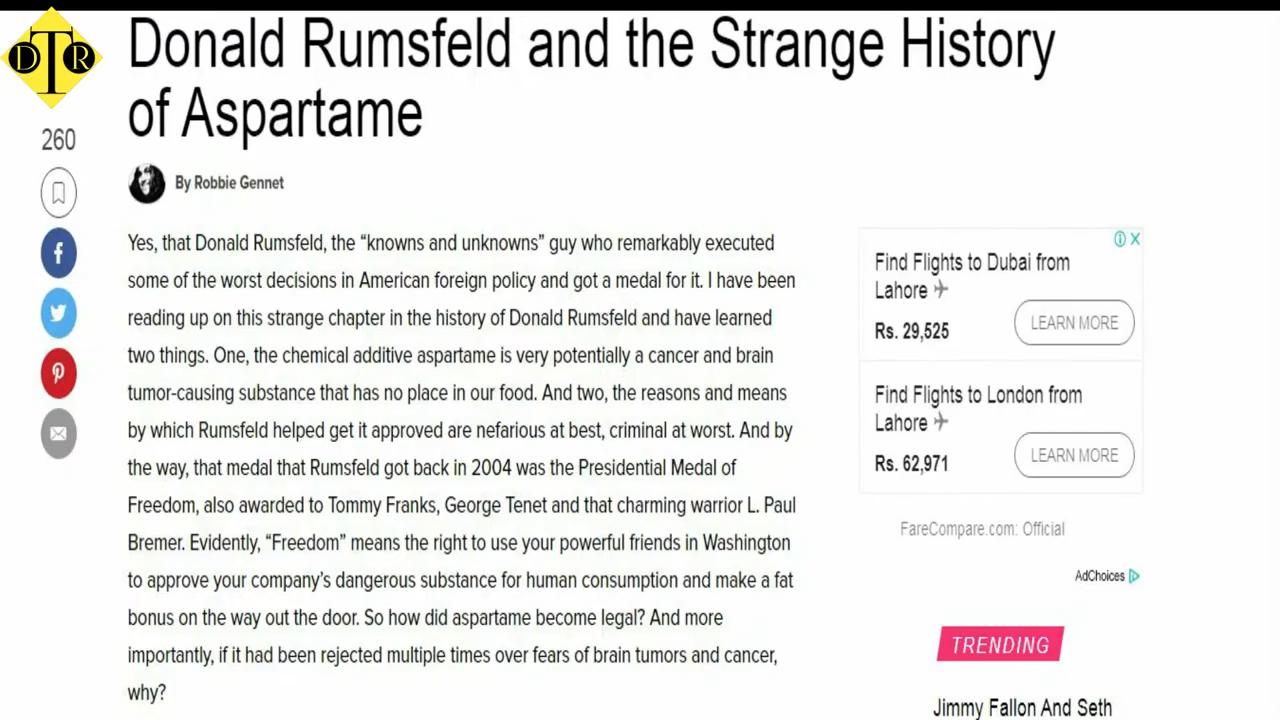 Donald Rumsfeld and the Strange History
of Aspartame
DTR
260
By Robbie Gennet
Yes, that Donald Rumsfeld, the “knowns and unknowns” guy who remarkably executed
some of the worst decisions in American foreign policy and got a medal for it. I have been
reading up on this strange chapter in the history of Donald Rumsfeld and have learned
two things. One, the chemical additive aspartame is very potentially a cancer and brain
tumor-causing substance that has no place in our food. And two, the reasons and means
by which Rumsfeld helped get it approved are nefarious at best, criminal at worst. And by
the way, that medal that Rumsfeld got back in 2004 was the Presidential Medal of
Freedom, also awarded to Tommy Franks, George Tenet and that charming warrior L. Paul
Bremer. Evidently, “Freedom” means the right to use your powerful friends in Washington
to approve your company’s dangerous substance for human consumption and make a fat
bonus on the way out the door. So how did aspartame become legal? And more
importantly, if it had been rejected multiple times over fears of brain tumors and cancer,
why?
Find Flights to Dubai from
Lahore
Rs. 29,525
LEARN MORE
Find Flights to London from
Lahore
Rs. 62,971
LEARN MORE
FareCompare.com: Official
AdChoices
TRENDING
Jimmy Fallon And Seth